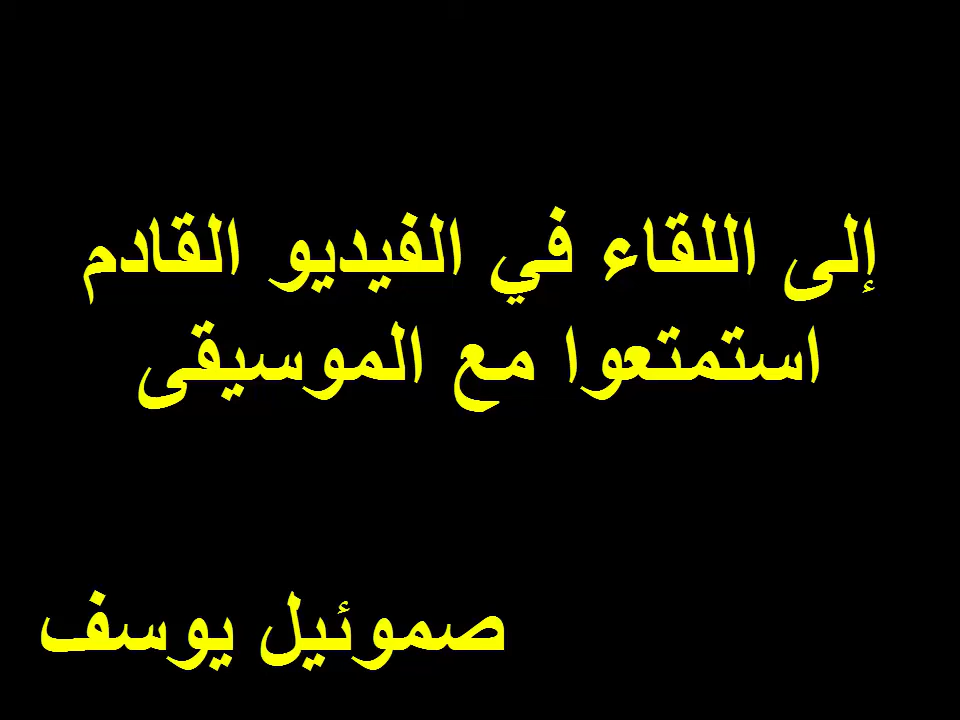 إلى اللقاء في الفيديو القادم
استمتعوا مع الموسيقى
صموئيل يوسف